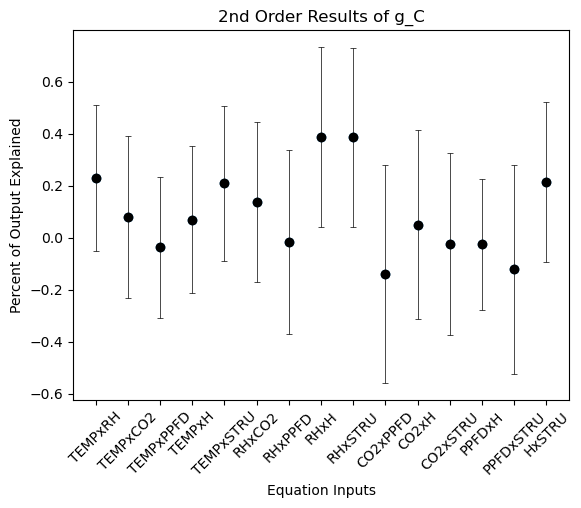 2nd Order Results of g_C
Percent of Output Explained
0.6
0.4
0.2
0.0
−0.2
−0.4
−0.6
TEMPxRH
TEMPxCO2
TEMPxPPFD
TEMPxH
TEMPxSTRU
RHxCO2
RHxPPFD
RHxH
RHxSTRU
CO2xPPFD
CO2xH
CO2xSTRU
PPFDxH
PPFDxSTRU
HxSTRU
Equation Inputs